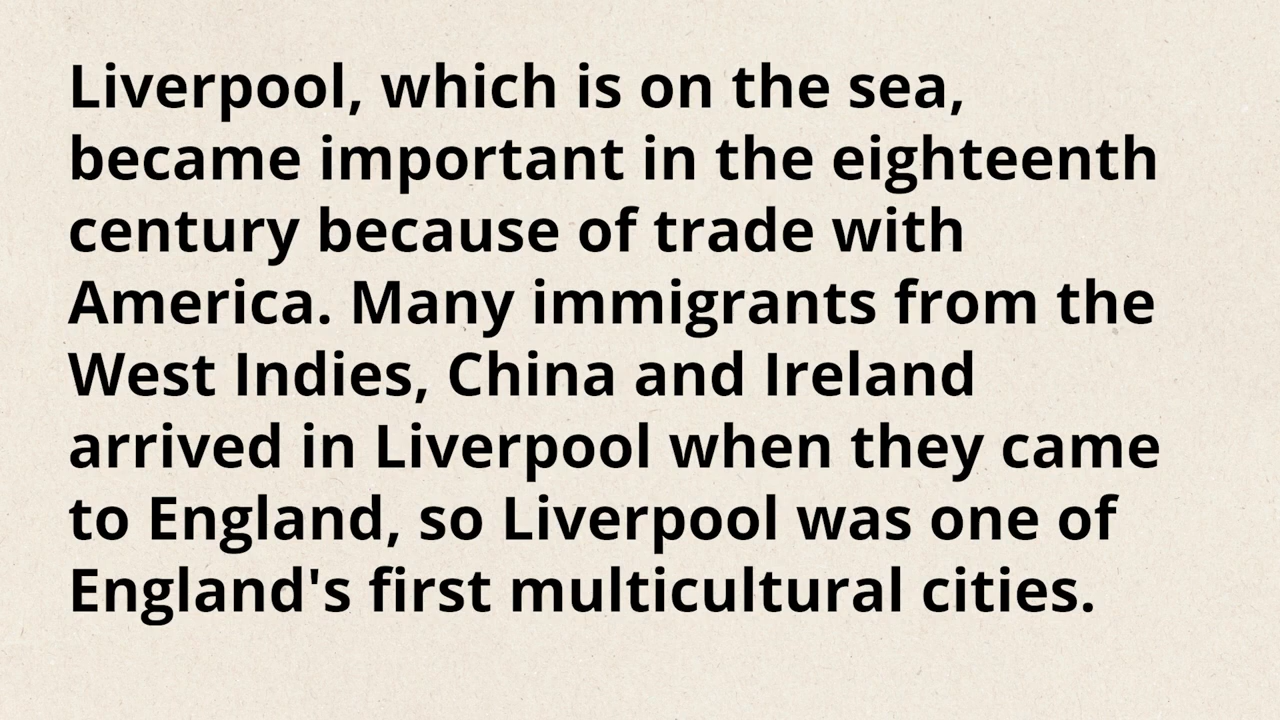 Liverpool, which is on the sea,
became important in the eighteenth
century because of trade with
America. Many immigrants from the
West Indies, China and Ireland
arrived in Liverpool when they came
to England, so Liverpool was one of
England's first multicultural cities.